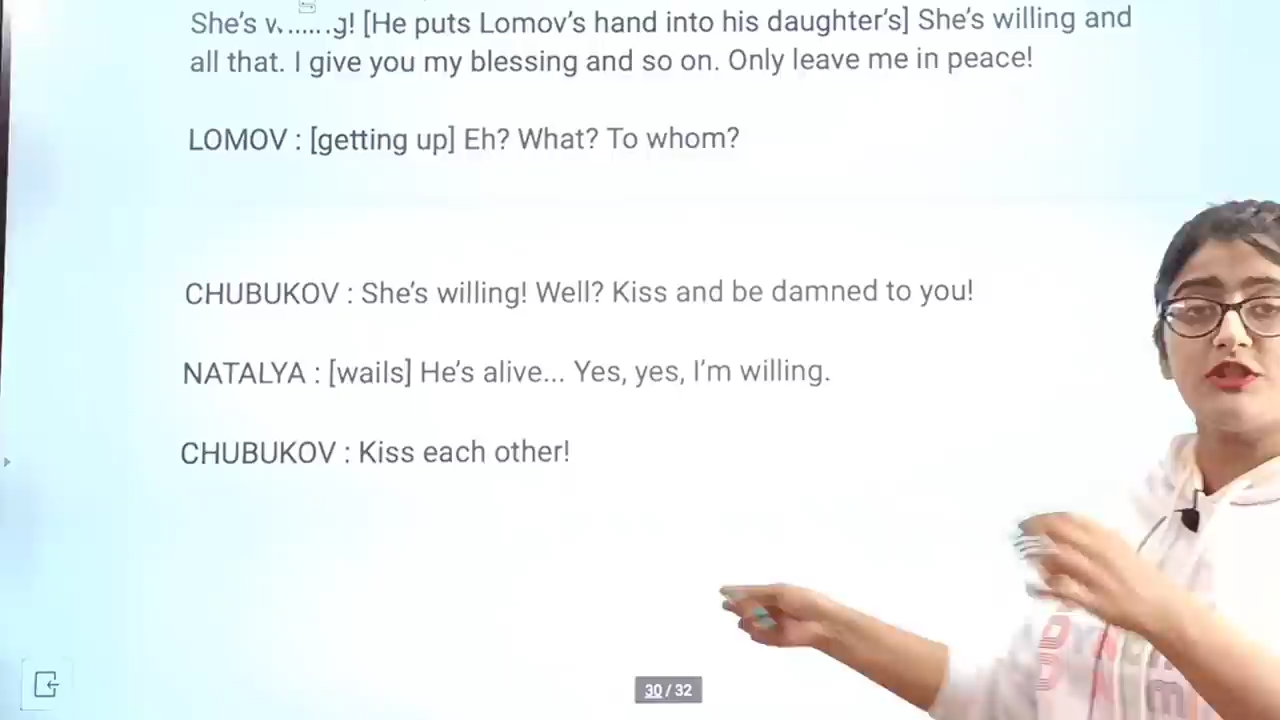 She's w......g! [He puts Lomov's hand into his daughter's] She's willing and
all that. I give you my blessing and so on. Only leave me in peace!
LOMOV : [getting up] Eh? What? To whom?
CHUBUKOV : She's willing! Well? Kiss and be damned to you!
NATALYA : [wails] He's alive... Yes, yes, I'm willing.
CHUBUKOV : Kiss each other!
30 / 32